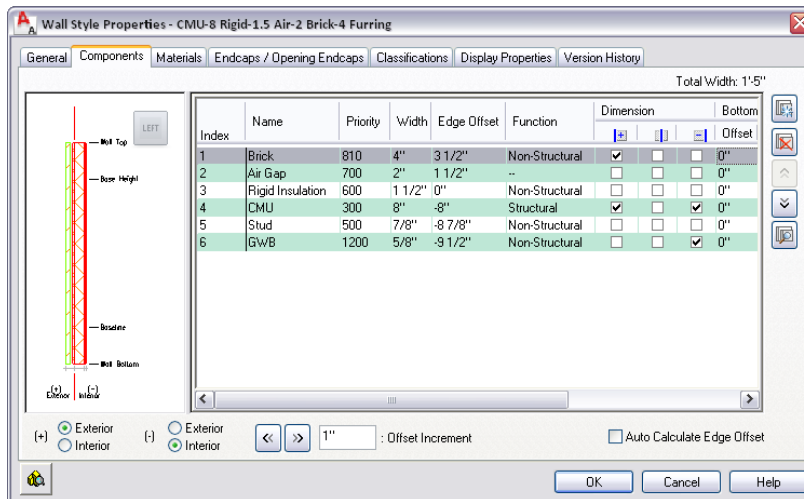 Wall Style Properties - CMU-8 Rigid-1.5 Air-2 Brick-4 Furring
General Components Materials Endcaps / Opening Endcaps Classifications Display Properties Version History
Total Width: 1'-5"
LEFT
Wall Top
Base Height
Baseline
Wall Bottom
(+) (-)
Exterior Interior
Index Name Priority Width Edge Offset Function Dimension Bottom Offset
1 Brick 810 4" 3 1/2" Non-Structural 0"
2 Air Gap 700 2" 1 1/2" -- 0"
3 Rigid Insulation 600 1 1/2" 0" Non-Structural 0"
4 CMU 300 8" -8" Structural 0"
5 Stud 500 7/8" -8 7/8" Non-Structural 0"
6 GWB 1200 5/8" -9 1/2" Non-Structural 0"
(+) Exterior Interior (-) Exterior Interior 1" : Offset Increment Auto Calculate Edge Offset
OK Cancel Help